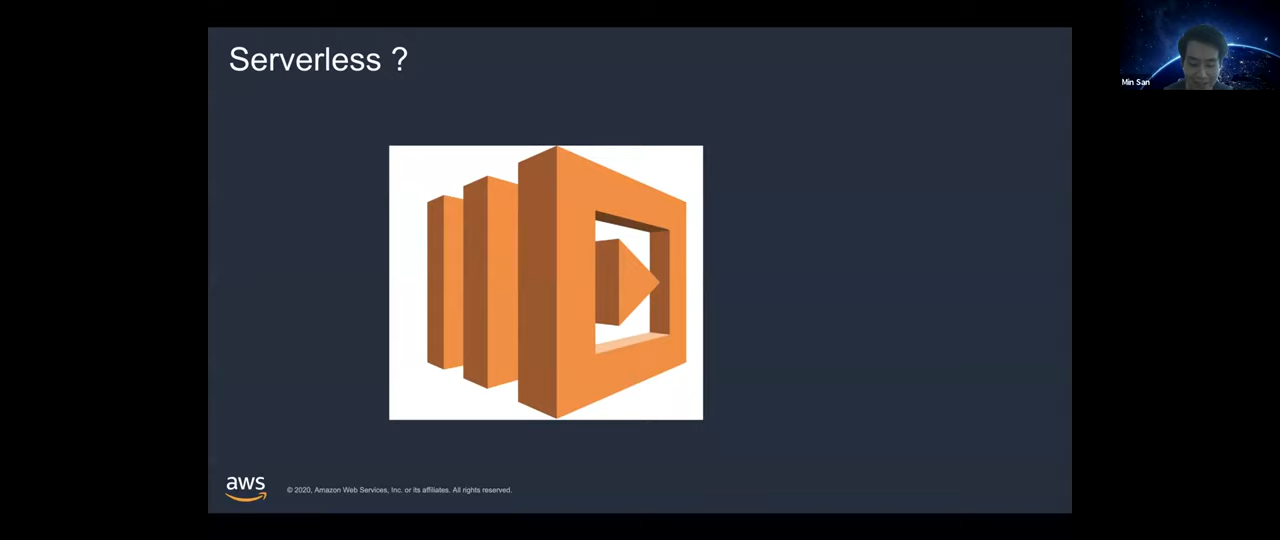 Serverless ?
Min San
aws
© 2020, Amazon Web Services, Inc. or its affiliates. All rights reserved.